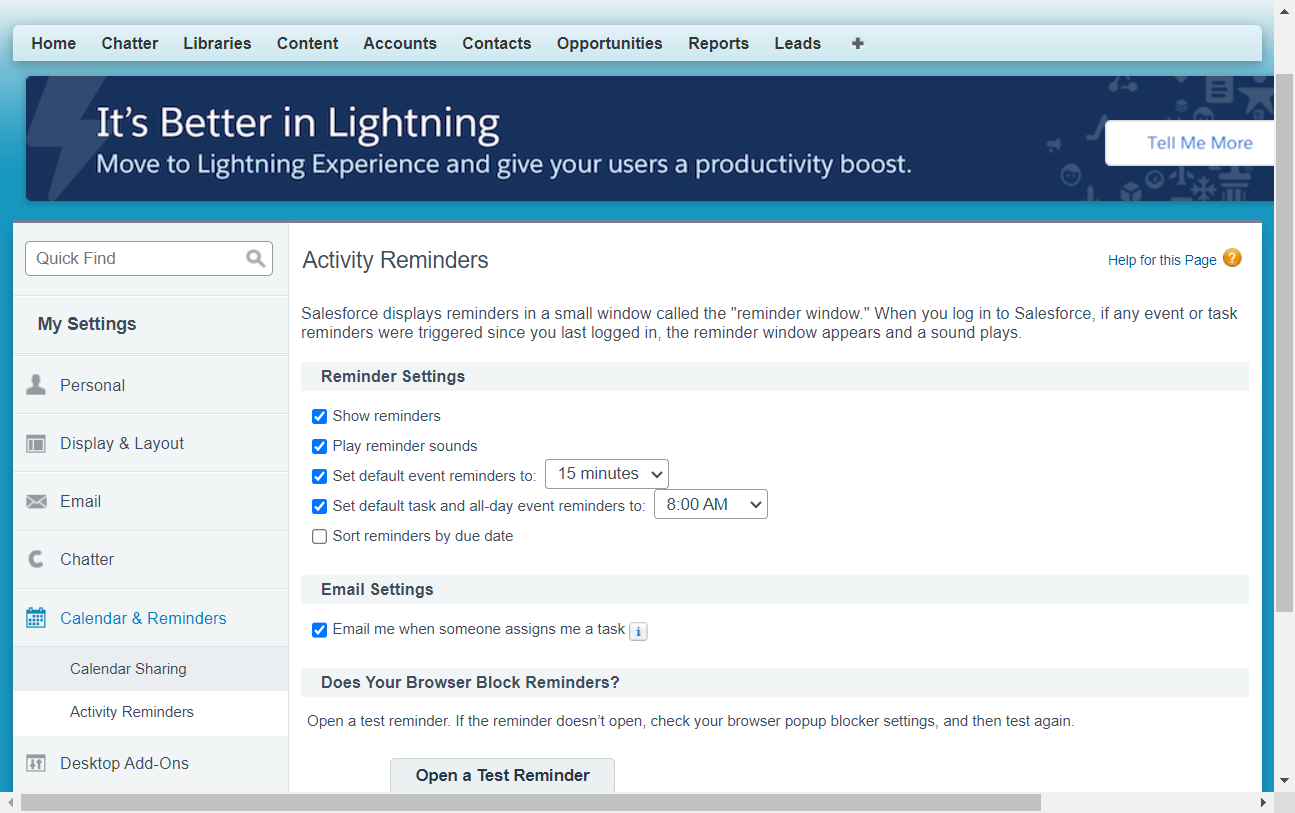 Home Chatter Libraries Content Accounts Contacts Opportunities Reports Leads
It's Better in Lightning
Move to Lightning Experience and give your users a productivity boost.
Tell Me More
Quick Find
My Settings
Personal
Display & Layout
Email
Chatter
Calendar & Reminders
Calendar Sharing
Activity Reminders
Desktop Add-Ons
Activity Reminders
Help for this Page ?
Salesforce displays reminders in a small window called the "reminder window." When you log in to Salesforce, if any event or task
reminders were triggered since you last logged in, the reminder window appears and a sound plays.
Reminder Settings
Show reminders
Play reminder sounds
Set default event reminders to: 15 minutes
Set default task and all-day event reminders to: 8:00 AM
Sort reminders by due date
Email Settings
Email me when someone assigns me a task i
Does Your Browser Block Reminders?
Open a test reminder. If the reminder doesn't open, check your browser popup blocker settings, and then test again.
Open a Test Reminder